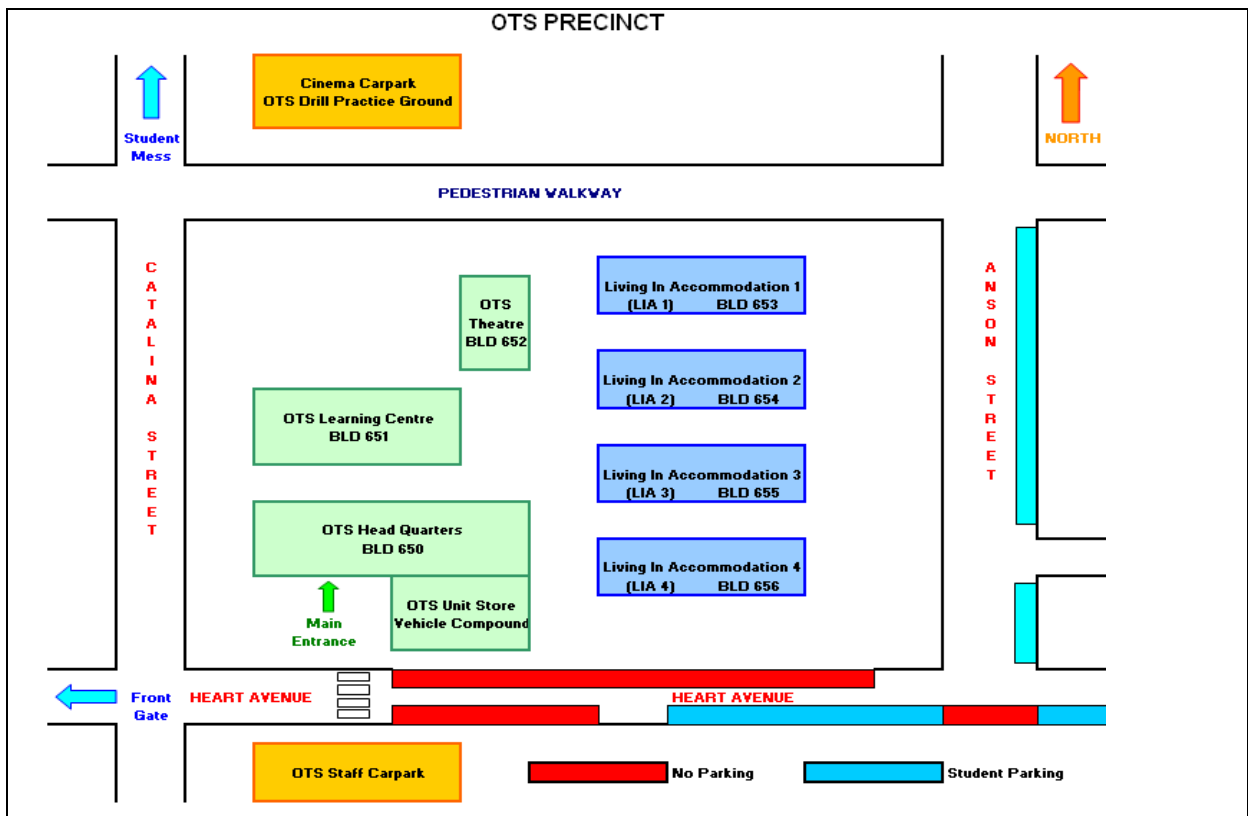 OTS PRECINCT
Cinema Carpark
OTS Drill Practice Ground
Student
Mess
NORTH
PEDESTRIAN WALKWAY
CATALINA STREET
ANSON STREET
OTS
Theatre
BLD 652
Living In Accommodation 1
(LIA 1) BLD 653
Living In Accommodation 2
(LIA 2) BLD 654
OTS Learning Centre
BLD 651
Living In Accommodation 3
(LIA 3) BLD 655
OTS Head Quarters
BLD 650
Living In Accommodation 4
(LIA 4) BLD 656
Main
Entrance
OTS Unit Store
Vehicle Compound
Front
Gate
HEART AVENUE
HEART AVENUE
OTS Staff Carpark
No Parking
Student Parking